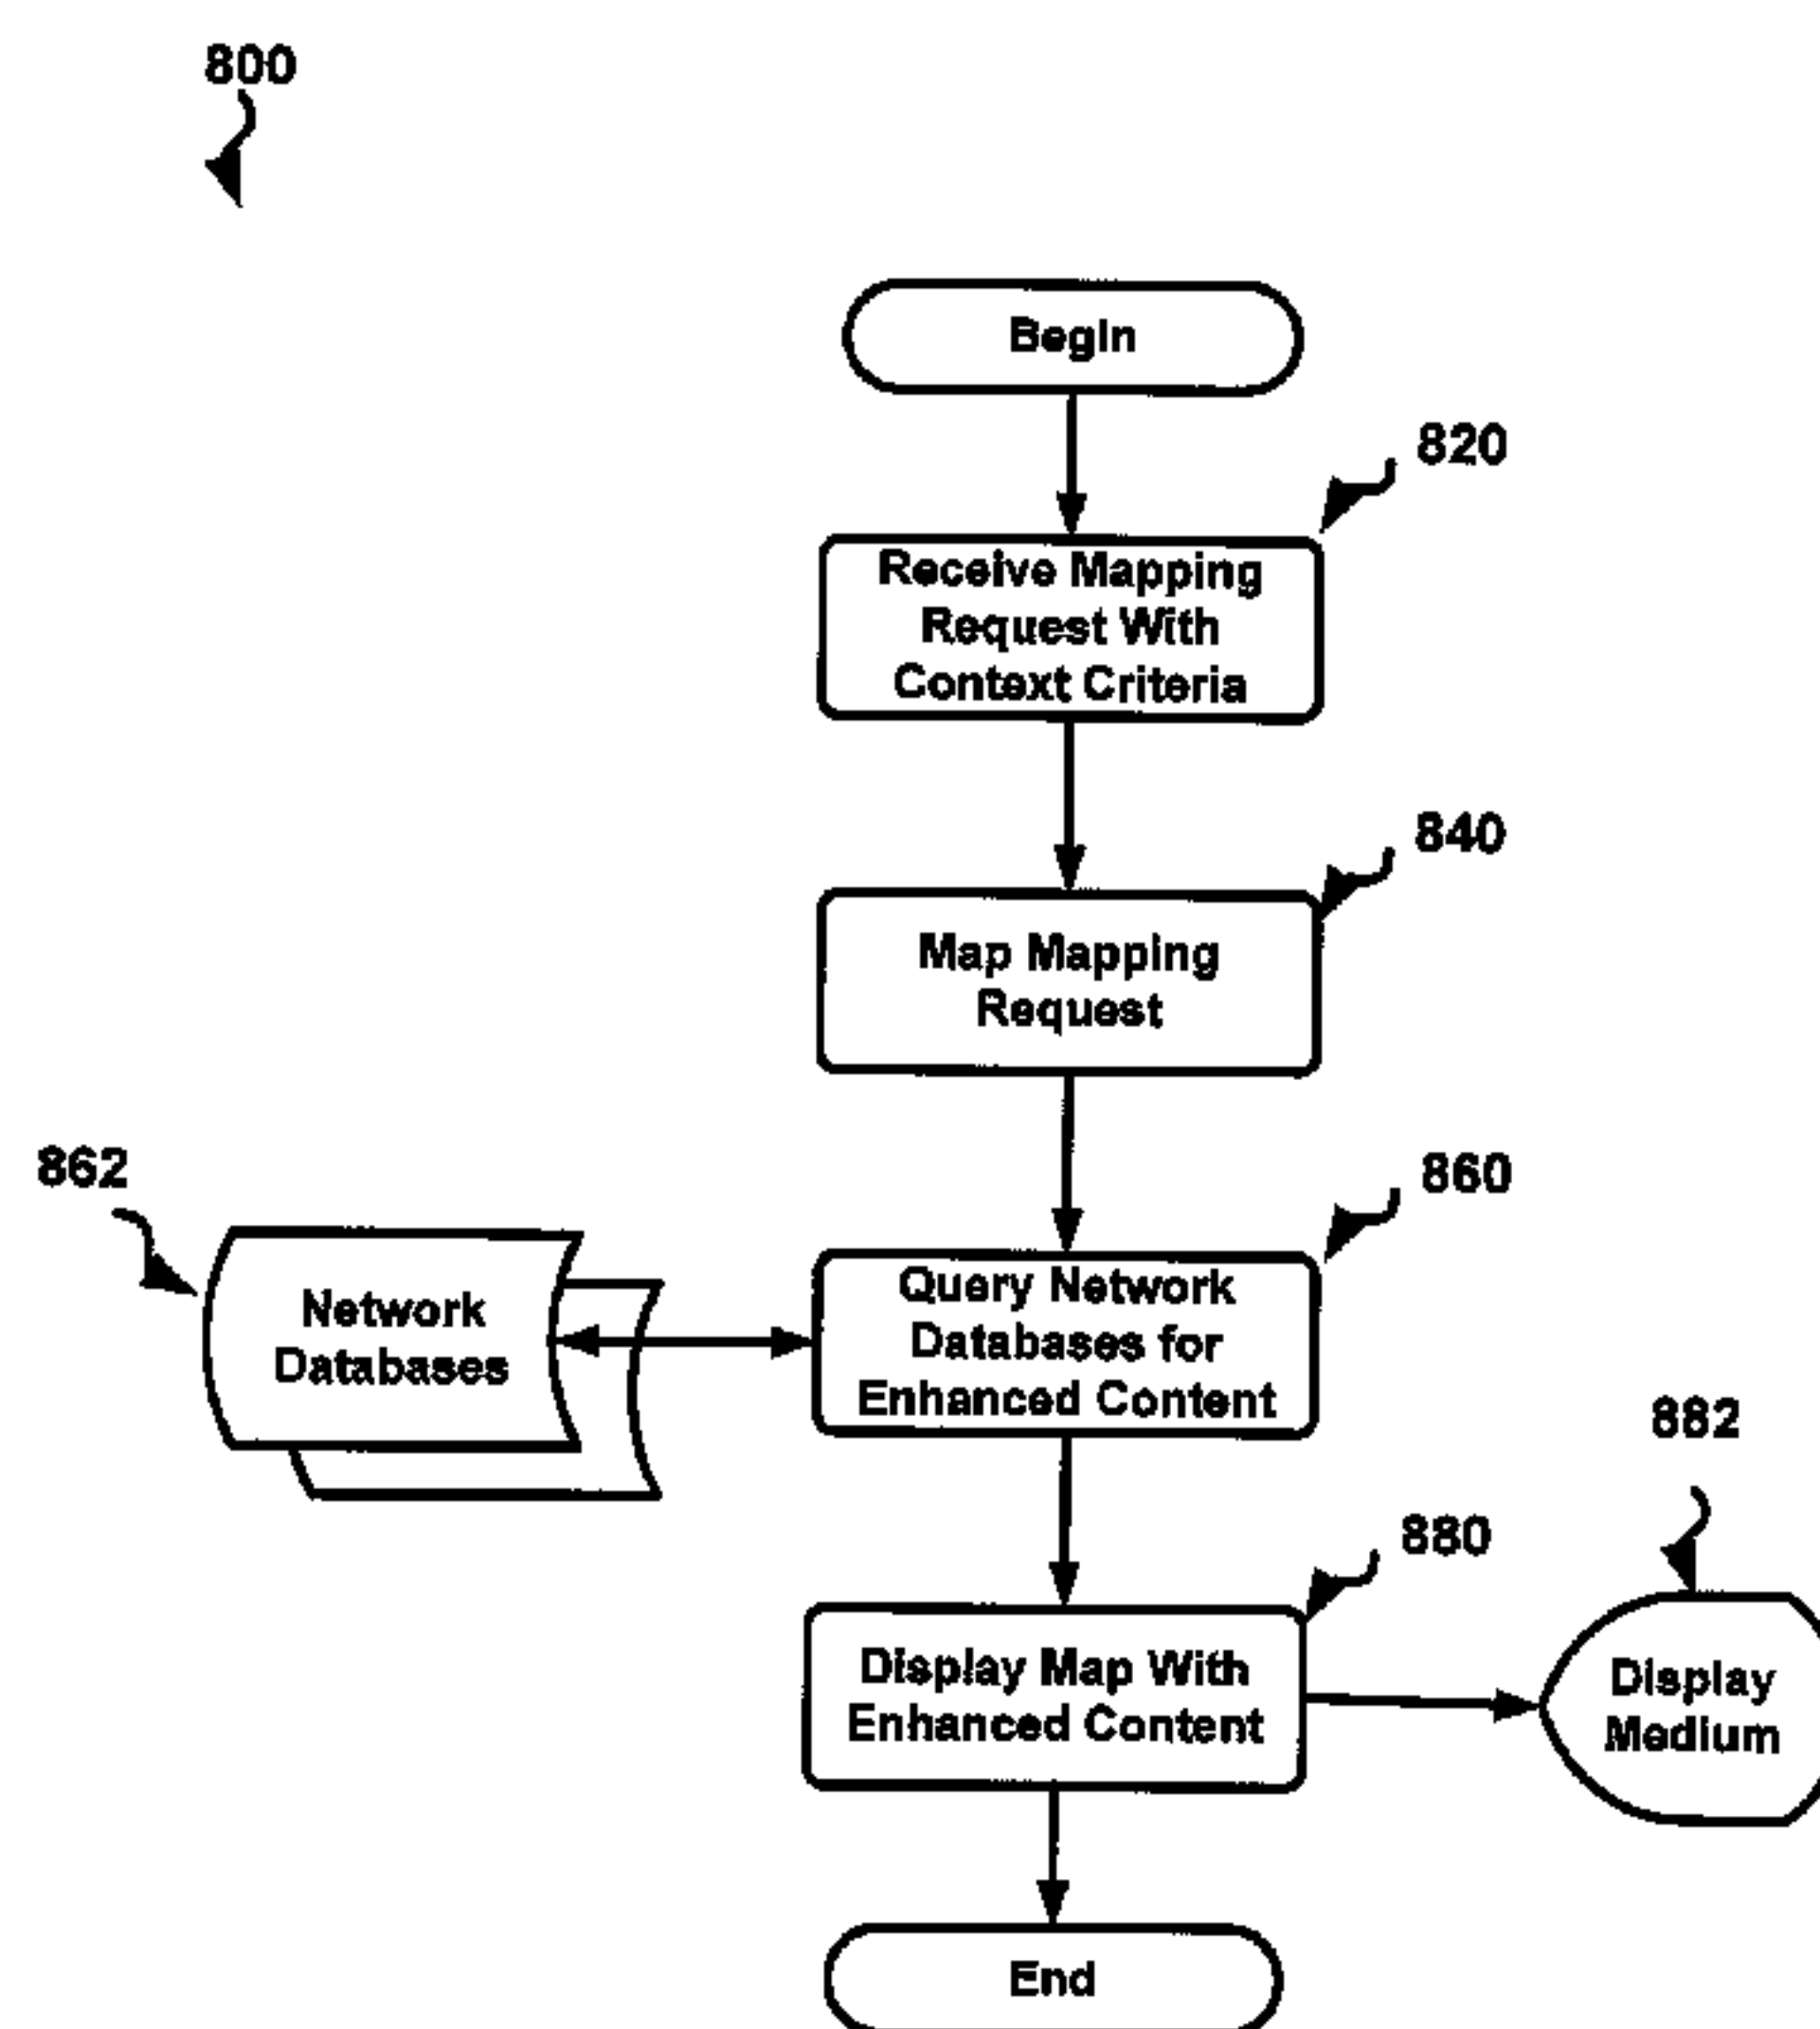 800
Begin
820
Receive Mapping
Request With
Context Criteria
840
Map Mapping
Request
862
860
Network
Databases
Query Network
Databases for
Enhanced Content
882
880
Display Map With
Enhanced Content
Display
Medium
End